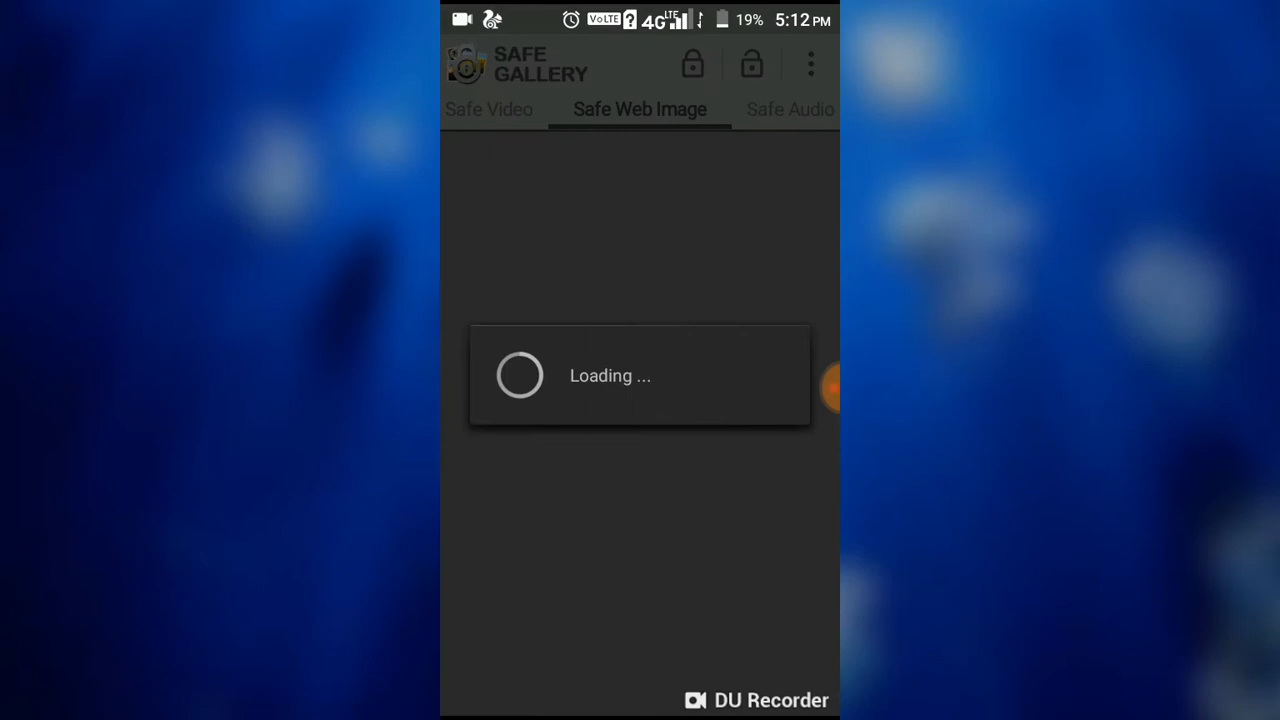 VoLTE ? 4G LTE 19% 5:12 PM
SAFE
GALLERY
Safe Video Safe Web Image Safe Audio
Loading ...
DU Recorder